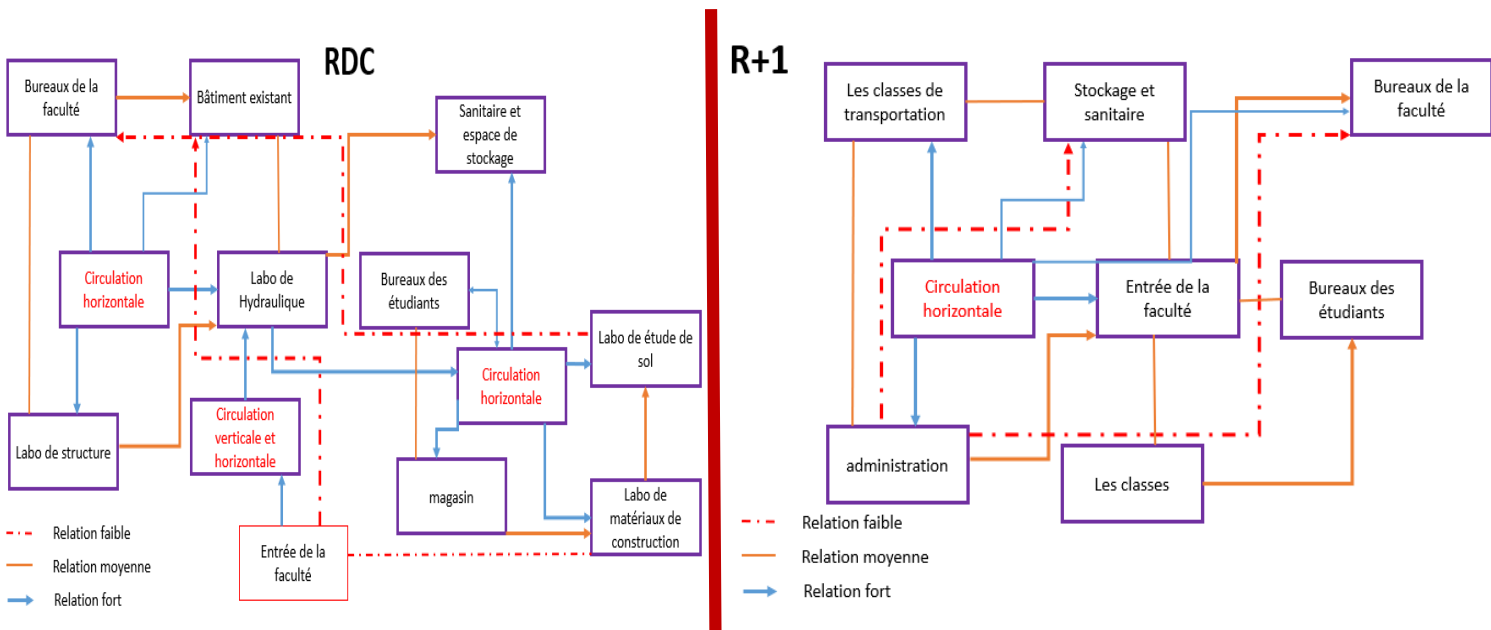 RDC
Bureaux de la
faculté
Bâtiment existant
Sanitaire et
espace de
stockage
Circulation
horizontale
Labo de
Hydraulique
Bureaux des
étudiants
Labo de étude de
sol
Circulation
horizontale
Labo de structure
Circulation
verticale et
horizontale
magasin
Labo de
matériaux de
construction
Entrée de la
faculté
Relation faible
Relation moyenne
Relation fort
R+1
Les classes de
transportation
Stockage et
sanitaire
Bureaux de la
faculté
Circulation
horizontale
Entrée de la
faculté
Bureaux des
étudiants
administration
Les classes
Relation faible
Relation moyenne
Relation fort